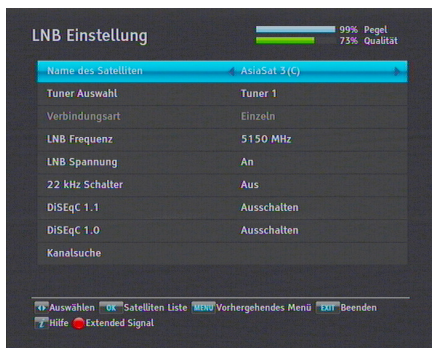 LNB Einstellung
99% Pegel
73% Qualität
Name des Satelliten AsiaSat 3(C)
Tuner Auswahl Tuner 1
Verbindungsart Einzeln
LNB Frequenz 5150 MHz
LNB Spannung An
22 kHz Schalter Aus
DiSEqC 1.1 Ausschalten
DiSEqC 1.0 Ausschalten
Kanalsuche
Auswählen OK Satelliten Liste MENU Vorhergehendes Menü EXIT Beenden
? Hilfe Extended Signal